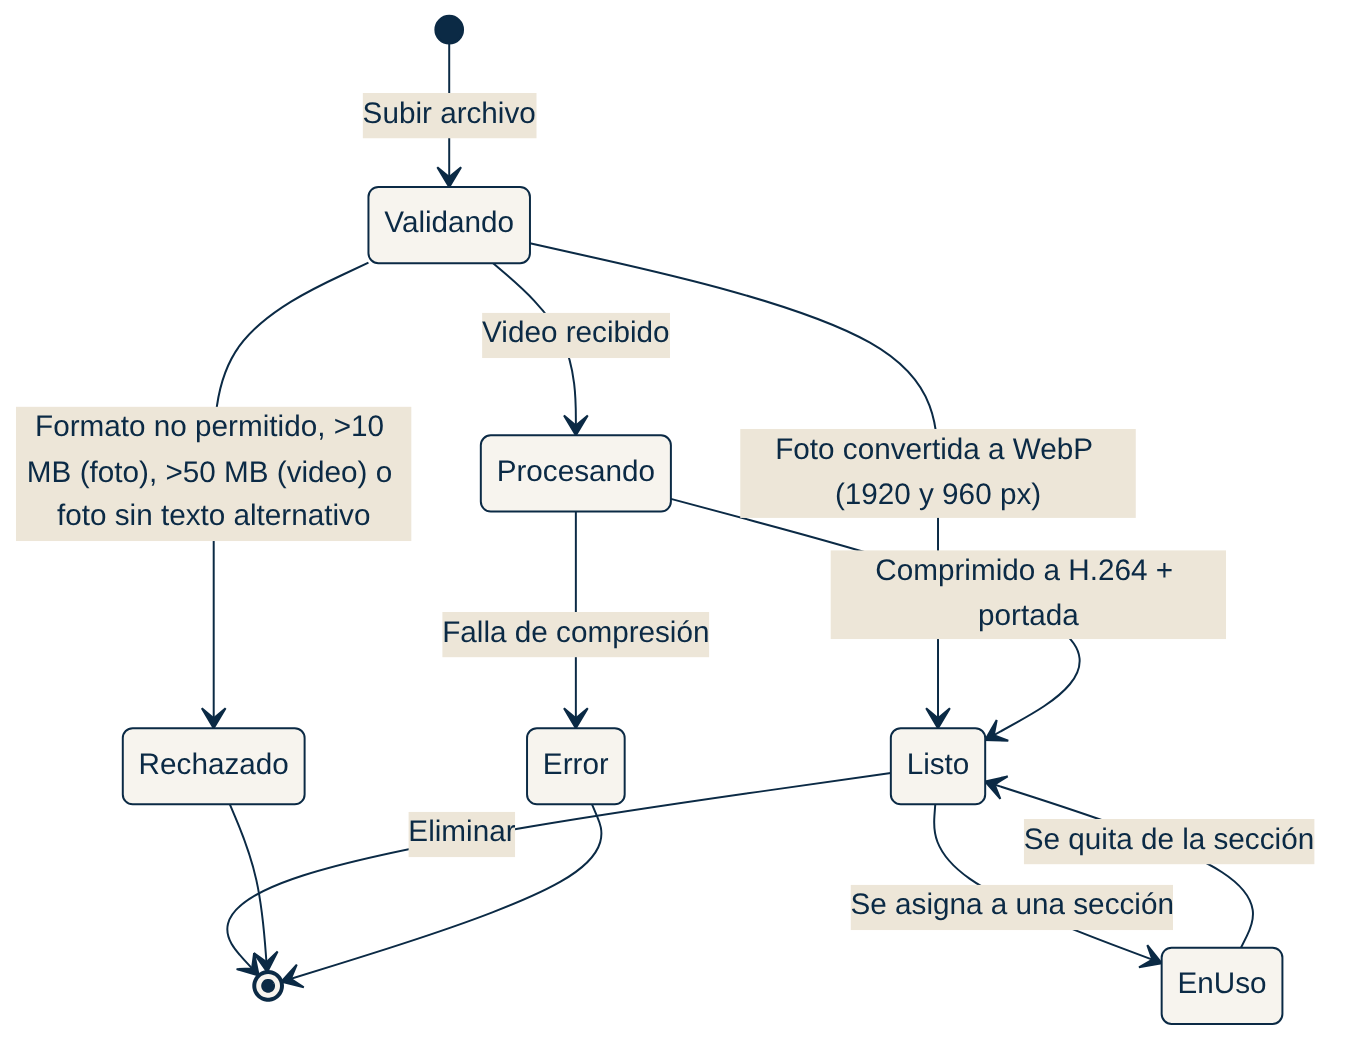 Subir archivo
Validando
Video recibido
Formato no permitido, >10
MB (foto), >50 MB (video) o
foto sin texto alternativo
Procesando
Foto convertida a WebP
(1920 y 960 px)
Comprimido a H.264 +
portada
Falla de compresión
Rechazado
Error
Listo
Eliminar
Se quita de la sección
Se asigna a una sección
EnUso